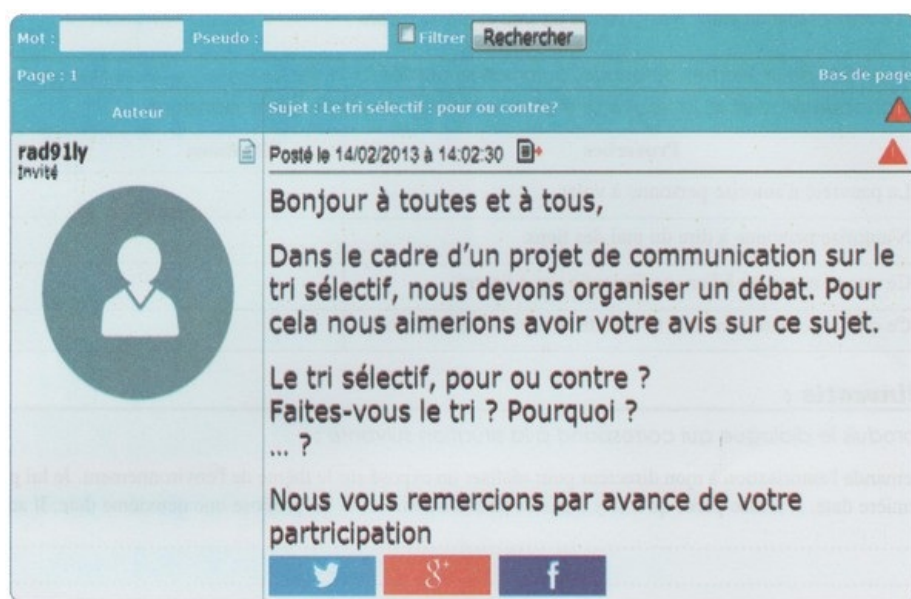 Mot : Pseudo : Filtrer Rechercher
Page : 1 Bas de page
Auteur Sujet : Le tri sélectif : pour ou contre?
rad91ly
Invité
Posté le 14/02/2013 à 14:02:30
Bonjour à toutes et à tous,
Dans le cadre d'un projet de communication sur le
tri sélectif, nous devons organiser un débat. Pour
cela nous aimerions avoir votre avis sur ce sujet.
Le tri sélectif, pour ou contre ?
Faites-vous le tri ? Pourquoi ?
... ?
Nous vous remercions par avance de votre
partricipation
g+ f